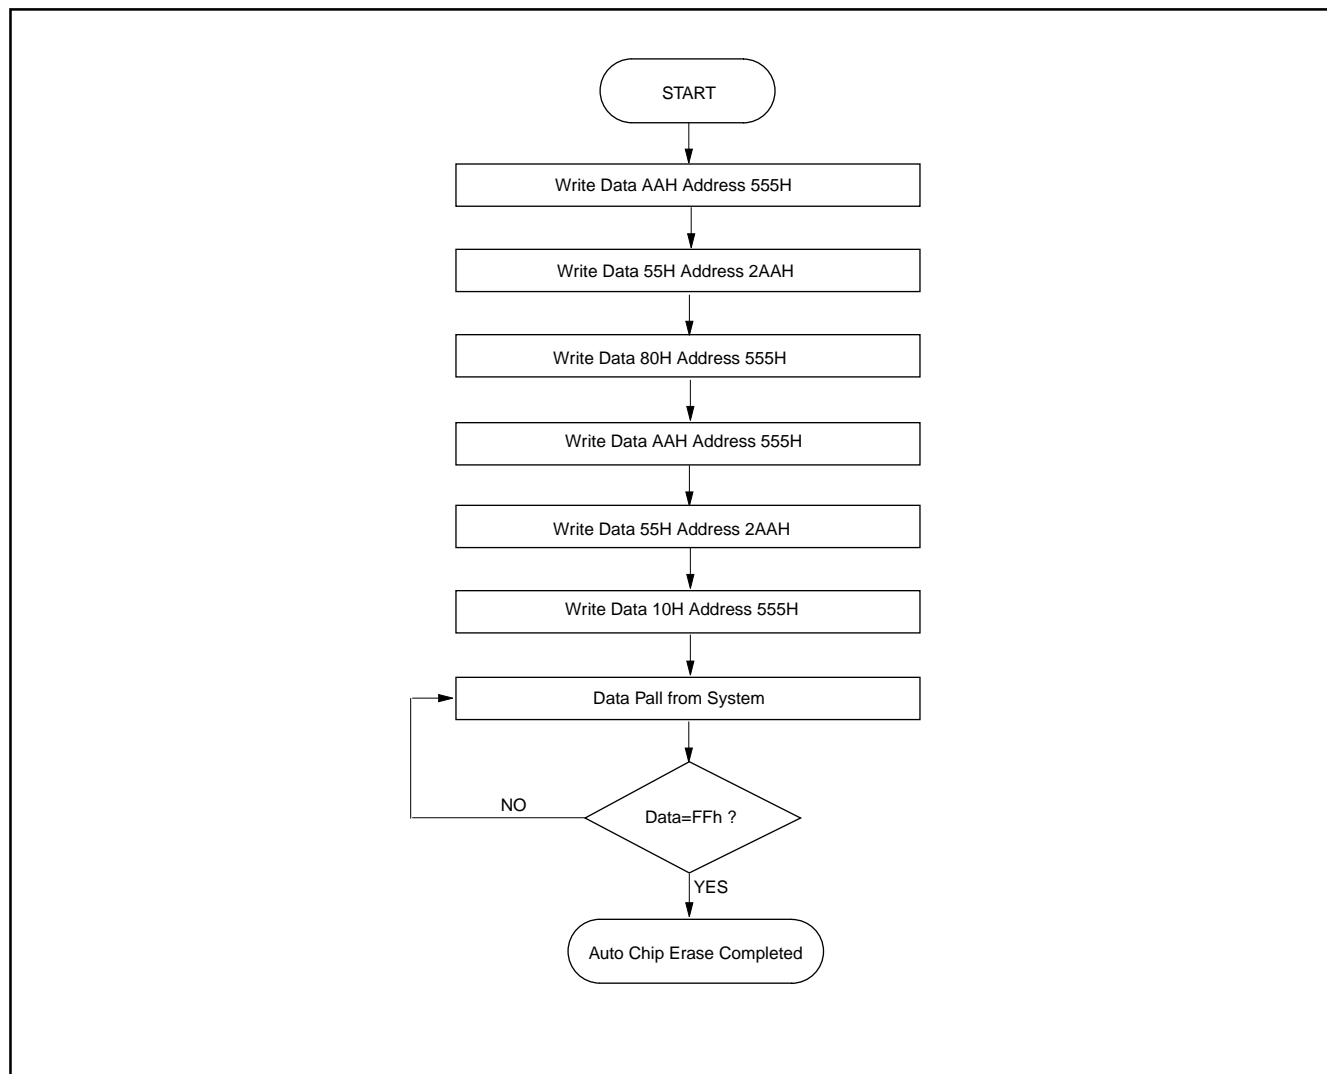 START
Write Data AAH Address 555H
Write Data 55H Address 2AAH
Write Data 80H Address 555H
Write Data AAH Address 555H
Write Data 55H Address 2AAH
Write Data 10H Address 555H
Data Pall from System
NO
Data=FFh ?
YES
Auto Chip Erase Completed